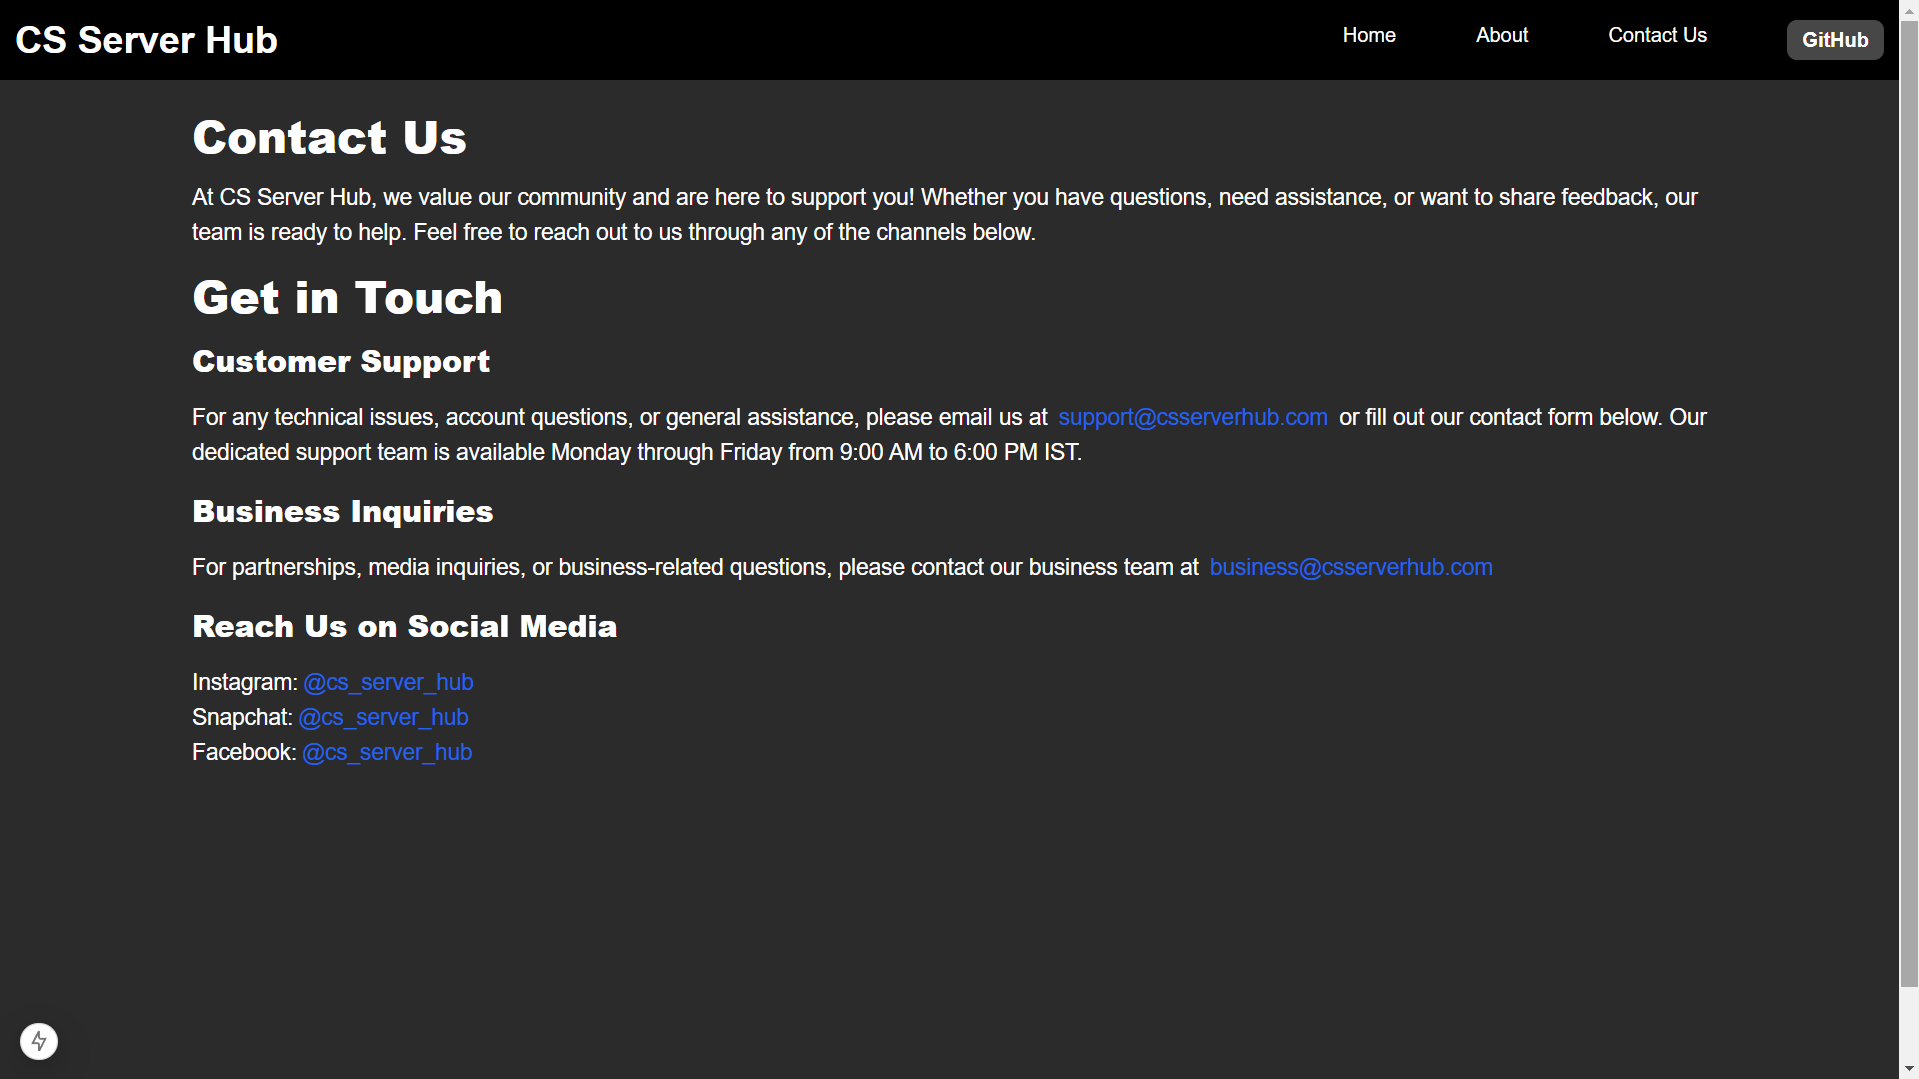 CS Server Hub
Home
About
Contact Us
GitHub
Contact Us
At CS Server Hub, we value our community and are here to support you! Whether you have questions, need assistance, or want to share feedback, our
team is ready to help. Feel free to reach out to us through any of the channels below.
Get in Touch
Customer Support
For any technical issues, account questions, or general assistance, please email us at support@csserverhub.com or fill out our contact form below. Our
dedicated support team is available Monday through Friday from 9:00 AM to 6:00 PM IST.
Business Inquiries
For partnerships, media inquiries, or business-related questions, please contact our business team at business@csserverhub.com
Reach Us on Social Media
Instagram: @cs_server_hub
Snapchat: @cs_server_hub
Facebook: @cs_server_hub